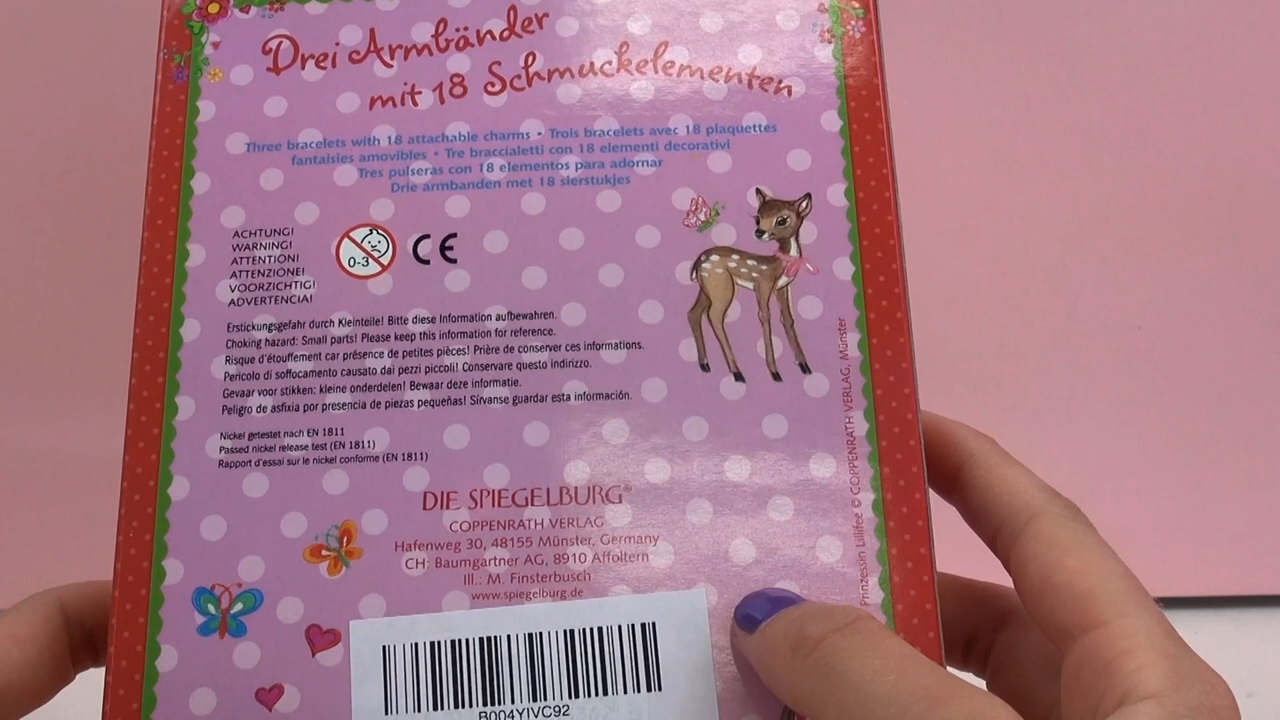 Drei Armbänder
mit 18 Schmuckelementen
Three bracelets with 18 attachable charms • Trois bracelets avec 18 plaquettes
fantaisies amovibles • Tre braccialetti con 18 elementi decorativi
Tres pulseras con 18 elementos para adornar
Drie armbanden met 18 sierstukjes
ACHTUNG!
WARNING!
ATTENTION!
ATTENZIONE!
VOORZICHTIG!
ADVERTENCIA!
0-3
CE
Erstickungsgefahr durch Kleinteile! Bitte diese Information aufbewahren.
Choking hazard: Small parts! Please keep this information for reference.
Risque d'étouffement car présence de petites pièces! Prière de conserver ces informations.
Pericolo di soffocamento causato dai pezzi piccoli! Conservare questo indirizzo.
Gevaar voor stikken: kleine onderdelen! Bewaar deze informatie.
Peligro de asfixia por presencia de piezas pequeñas! Sírvanse guardar esta información.
Nickel getestet nach EN 1811
Passed nickel release test (EN 1811)
Rapport d'essai sur le nickel conforme (EN 1811)
DIE SPIEGELBURG®
COPPENRATH VERLAG
Hafenweg 30, 48155 Münster, Germany
CH: Baumgartner AG, 8910 Affoltern
Ill.: M. Finsterbusch
www.spiegelburg.de
B004YIVC92
Prinzessin Lillifee © COPPENRATH VERLAG, Münster